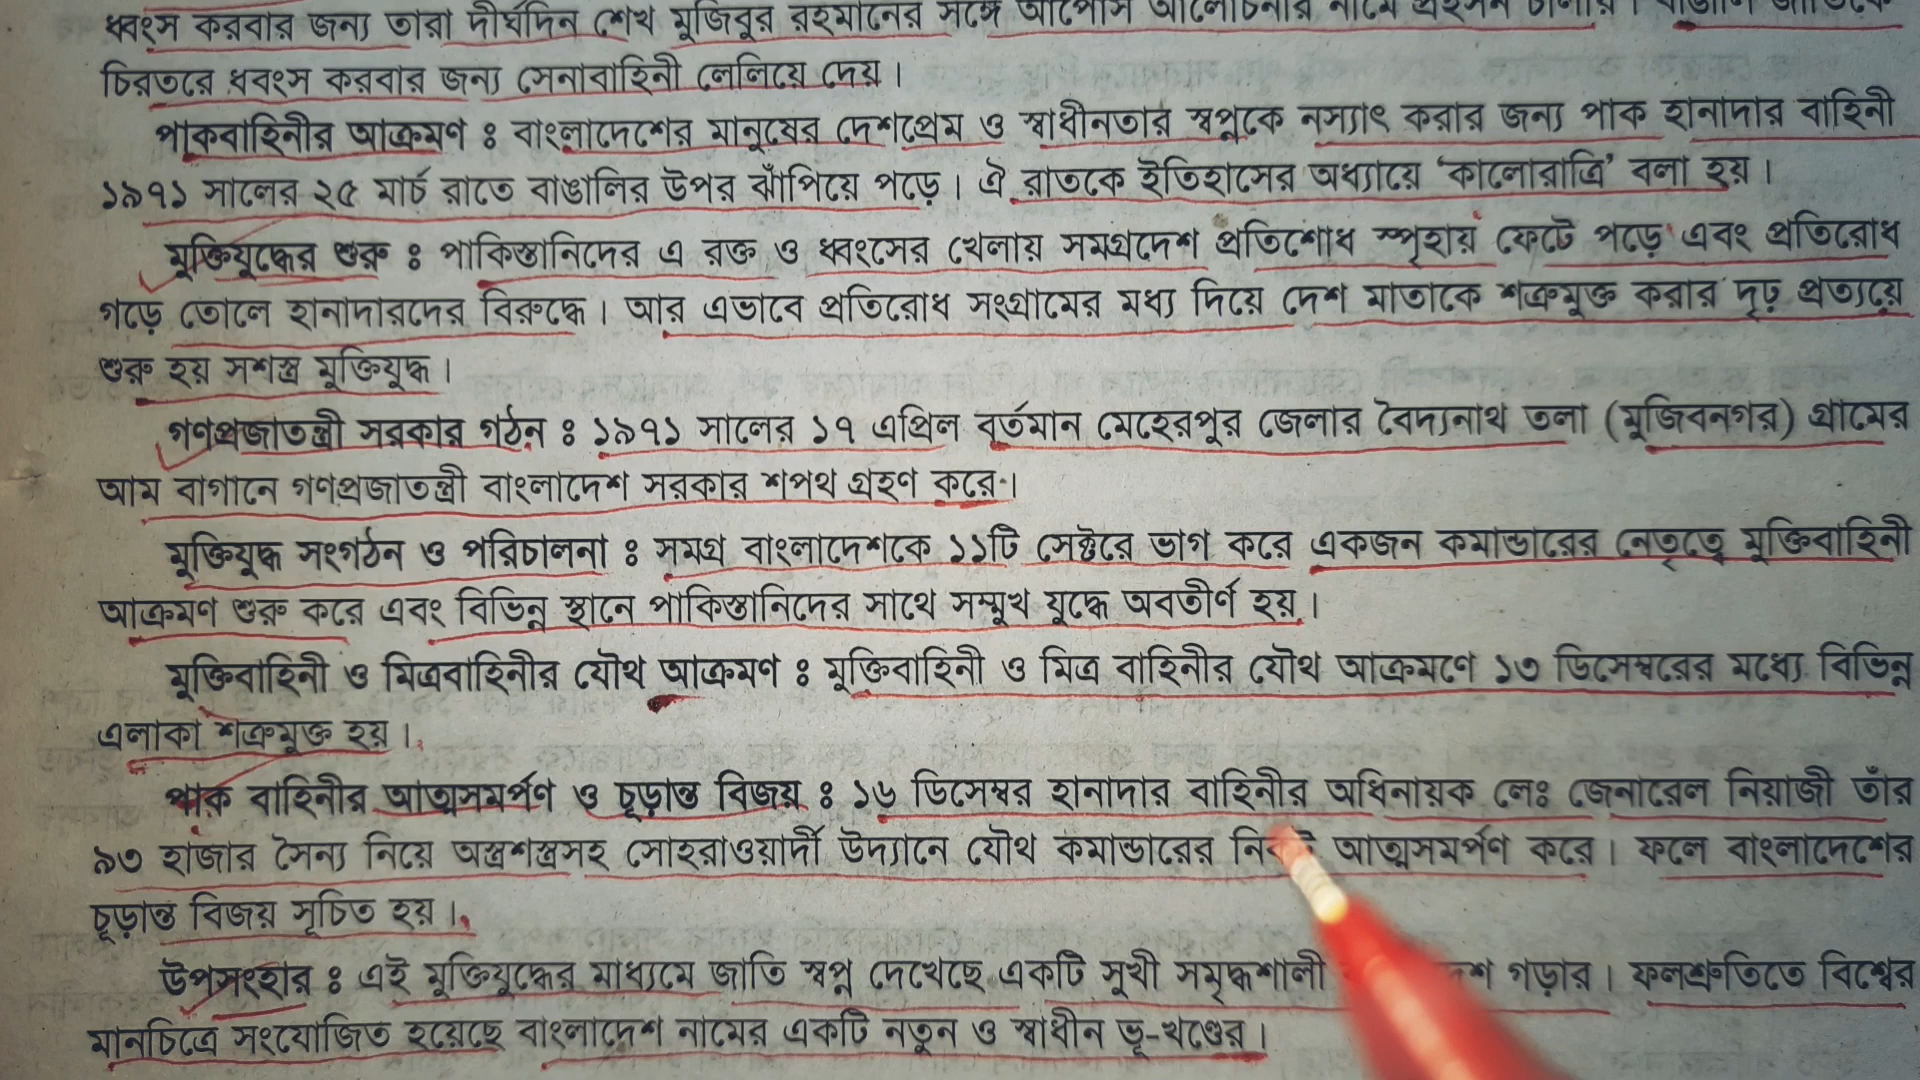 ধ্বংস করবার জন্য তারা দীর্ঘদিন শেখ মুজিবুর রহমানের সঙ্গে আপোস আলোচনার নামে প্রহসন চালায়। বাঙালি জাতিকে
চিরতরে ধ্বংস করবার জন্য সেনাবাহিনী লেলিয়ে দেয়।
পাকবাহিনীর আক্রমণ ঃ বাংলাদেশের মানুষের দেশপ্রেম ও স্বাধীনতার স্বপ্নকে নস্যাৎ করার জন্য পাক হানাদার বাহিনী
১৯৭১ সালের ২৫ মার্চ রাতে বাঙালির উপর ঝাঁপিয়ে পড়ে। ঐ রাতকে ইতিহাসের অধ্যায়ে ‘কালোরাত্রি’ বলা হয়।
মুক্তিযুদ্ধের শুরু ঃ পাকিস্তানিদের এ রক্ত ও ধ্বংসের খেলায় সমগ্রদেশ প্রতিশোধ স্পৃহায় ফেটে পড়ে এবং প্রতিরোধ
গড়ে তোলে হানাদারদের বিরুদ্ধে। আর এভাবে প্রতিরোধ সংগ্রামের মধ্য দিয়ে দেশ মাতাকে শত্রুমুক্ত করার দৃঢ় প্রত্যয়ে
শুরু হয় সশস্ত্র মুক্তিযুদ্ধ।
গণপ্রজাতন্ত্রী সরকার গঠন ঃ ১৯৭১ সালের ১৭ এপ্রিল বর্তমান মেহেরপুর জেলার বৈদ্যনাথ তলা (মুজিবনগর) গ্রামের
আম বাগানে গণপ্রজাতন্ত্রী বাংলাদেশ সরকার শপথ গ্রহণ করে।
মুক্তিযুদ্ধ সংগঠন ও পরিচালনা ঃ সমগ্র বাংলাদেশকে ১১টি সেক্টরে ভাগ করে একজন কমান্ডারের নেতৃত্বে মুক্তিবাহিনী
আক্রমণ শুরু করে এবং বিভিন্ন স্থানে পাকিস্তানিদের সাথে সম্মুখ যুদ্ধে অবতীর্ণ হয়।
মুক্তিবাহিনী ও মিত্রবাহিনীর যৌথ আক্রমণ ঃ মুক্তিবাহিনী ও মিত্র বাহিনীর যৌথ আক্রমণে ১৩ ডিসেম্বরের মধ্যে বিভিন্ন
এলাকা শত্রুমুক্ত হয়।
পাক বাহিনীর আত্মসমর্পণ ও চূড়ান্ত বিজয় ঃ ১৬ ডিসেম্বর হানাদার বাহিনীর অধিনায়ক লেঃ জেনারেল নিয়াজী তাঁর
৯৩ হাজার সৈন্য নিয়ে অস্ত্রশস্ত্রসহ সোহরাওয়ার্দী উদ্যানে যৌথ কমান্ডারের আত্মসমর্পণ করে। ফলে বাংলাদেশের
চূড়ান্ত বিজয় সূচিত হয়।
উপসংহার ঃ এই মুক্তিযুদ্ধের মাধ্যমে জাতি স্বপ্ন দেখেছে একটি সুখী সমৃদ্ধশালী গড়ার। ফলশ্রুতিতে বিশ্বের
মানচিত্রে সংযোজিত হয়েছে বাংলাদেশ নামের একটি নতুন ও স্বাধীন ভূ-খণ্ডের।